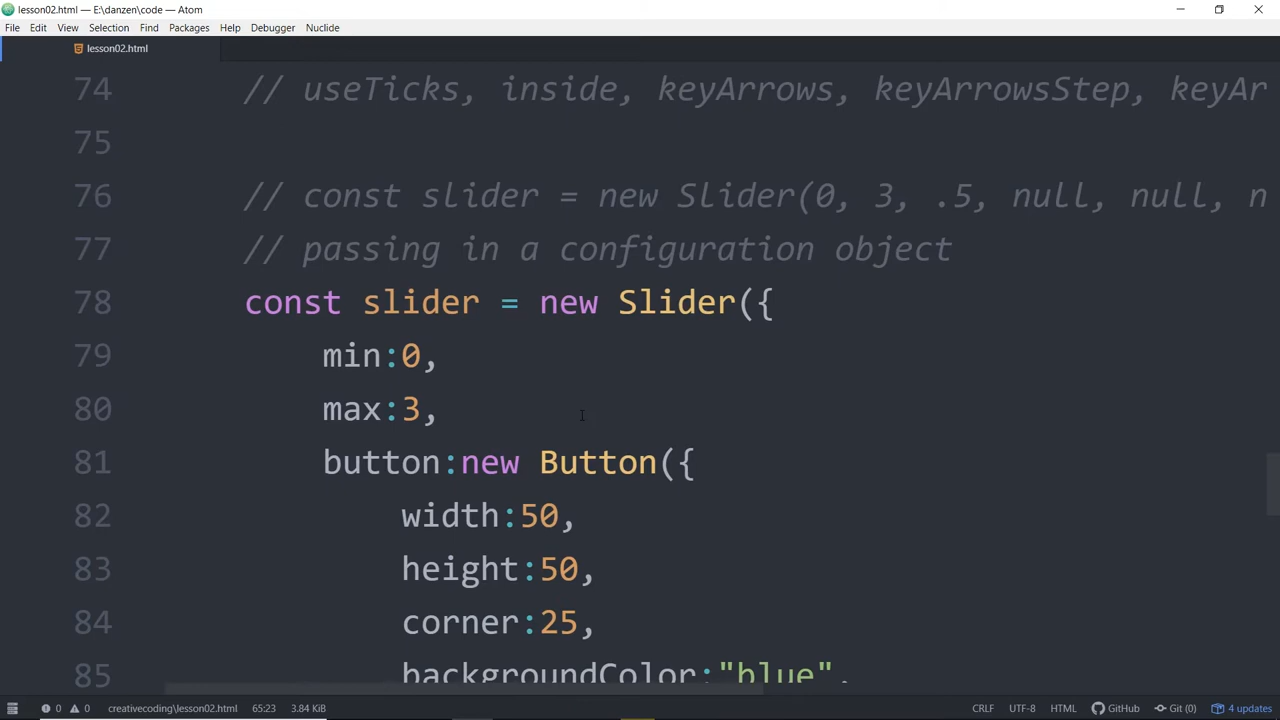 lesson02.html — E:\danzen\code — Atom
File Edit View Selection Find Packages Help Debugger Nuclide
lesson02.html
74 // useTicks, inside, keyArrows, keyArrowsStep, keyAr
75
76 // const slider = new Slider(0, 3, .5, null, null, n
77 // passing in a configuration object
78 const slider = new Slider({
79 min:0,
80 max:3,
81 button:new Button({
82 width:50,
83 height:50,
84 corner:25,
85 backgroundColor:"blue",
0 0 creativecoding\lesson02.html 65:23 3.84 KiB CRLF UTF-8 HTML GitHub Git (0) 4 updates